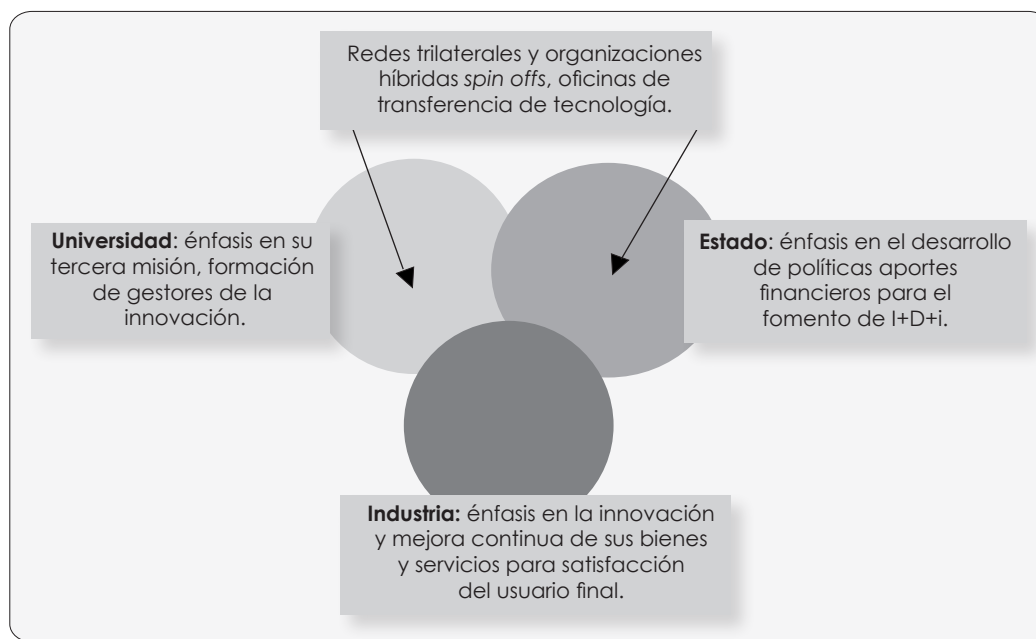 Redes trilaterales y organizaciones
híbridas spin offs, oficinas de
transferencia de tecnología.
Universidad: énfasis en su
tercera misión, formación
de gestores de la
innovación.
Estado: énfasis en el desarrollo
de políticas aportes
financieros para el
fomento de I+D+i.
Industria: énfasis en la innovación
y mejora continua de sus bienes
y servicios para satisfacción
del usuario final.